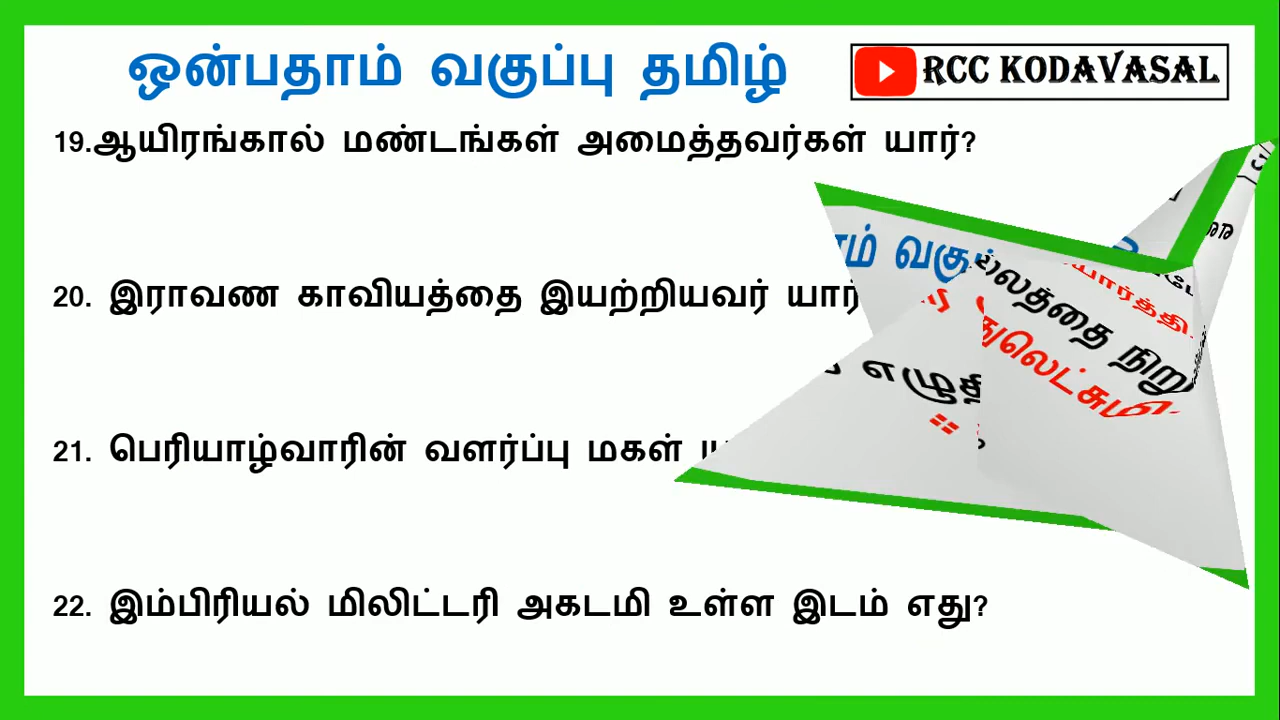 ஒன்பதாம் வகுப்பு தமிழ்
RCC KODAVASAL
19.ஆயிரங்கால் மண்டங்கள் அமைத்தவர்கள் யார்?
20. இராவண காவியத்தை இயற்றியவர் யார்
21. பெரியாழ்வாரின் வளர்ப்பு மகள்
22. இம்பிரியல் மிலிட்டரி அகடமி உள்ள இடம் எது?